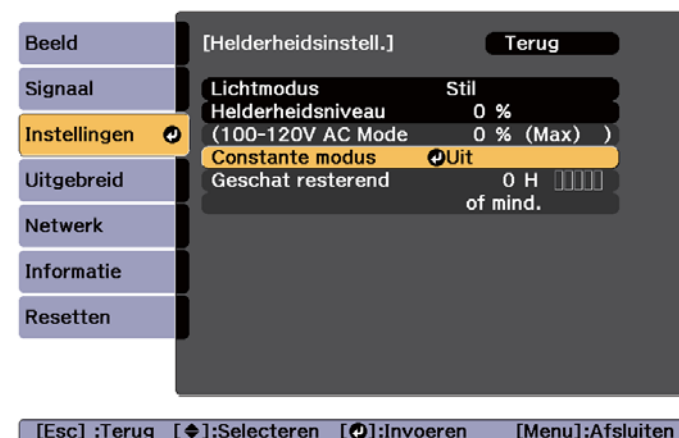 Beeld
Signaal
Instellingen
Uitgebreid
Netwerk
Informatie
Resetten
[Helderheidsinstell.] Terug
Lichtmodus Stil
Helderheidsniveau 0 %
(100-120V AC Mode 0 % (Max) )
Constante modus Uit
Geschat resterend 0 H
of mind.
[Esc] :Terug [◆]:Selecteren [⏎]:Invoeren [Menu]:Afsluiten